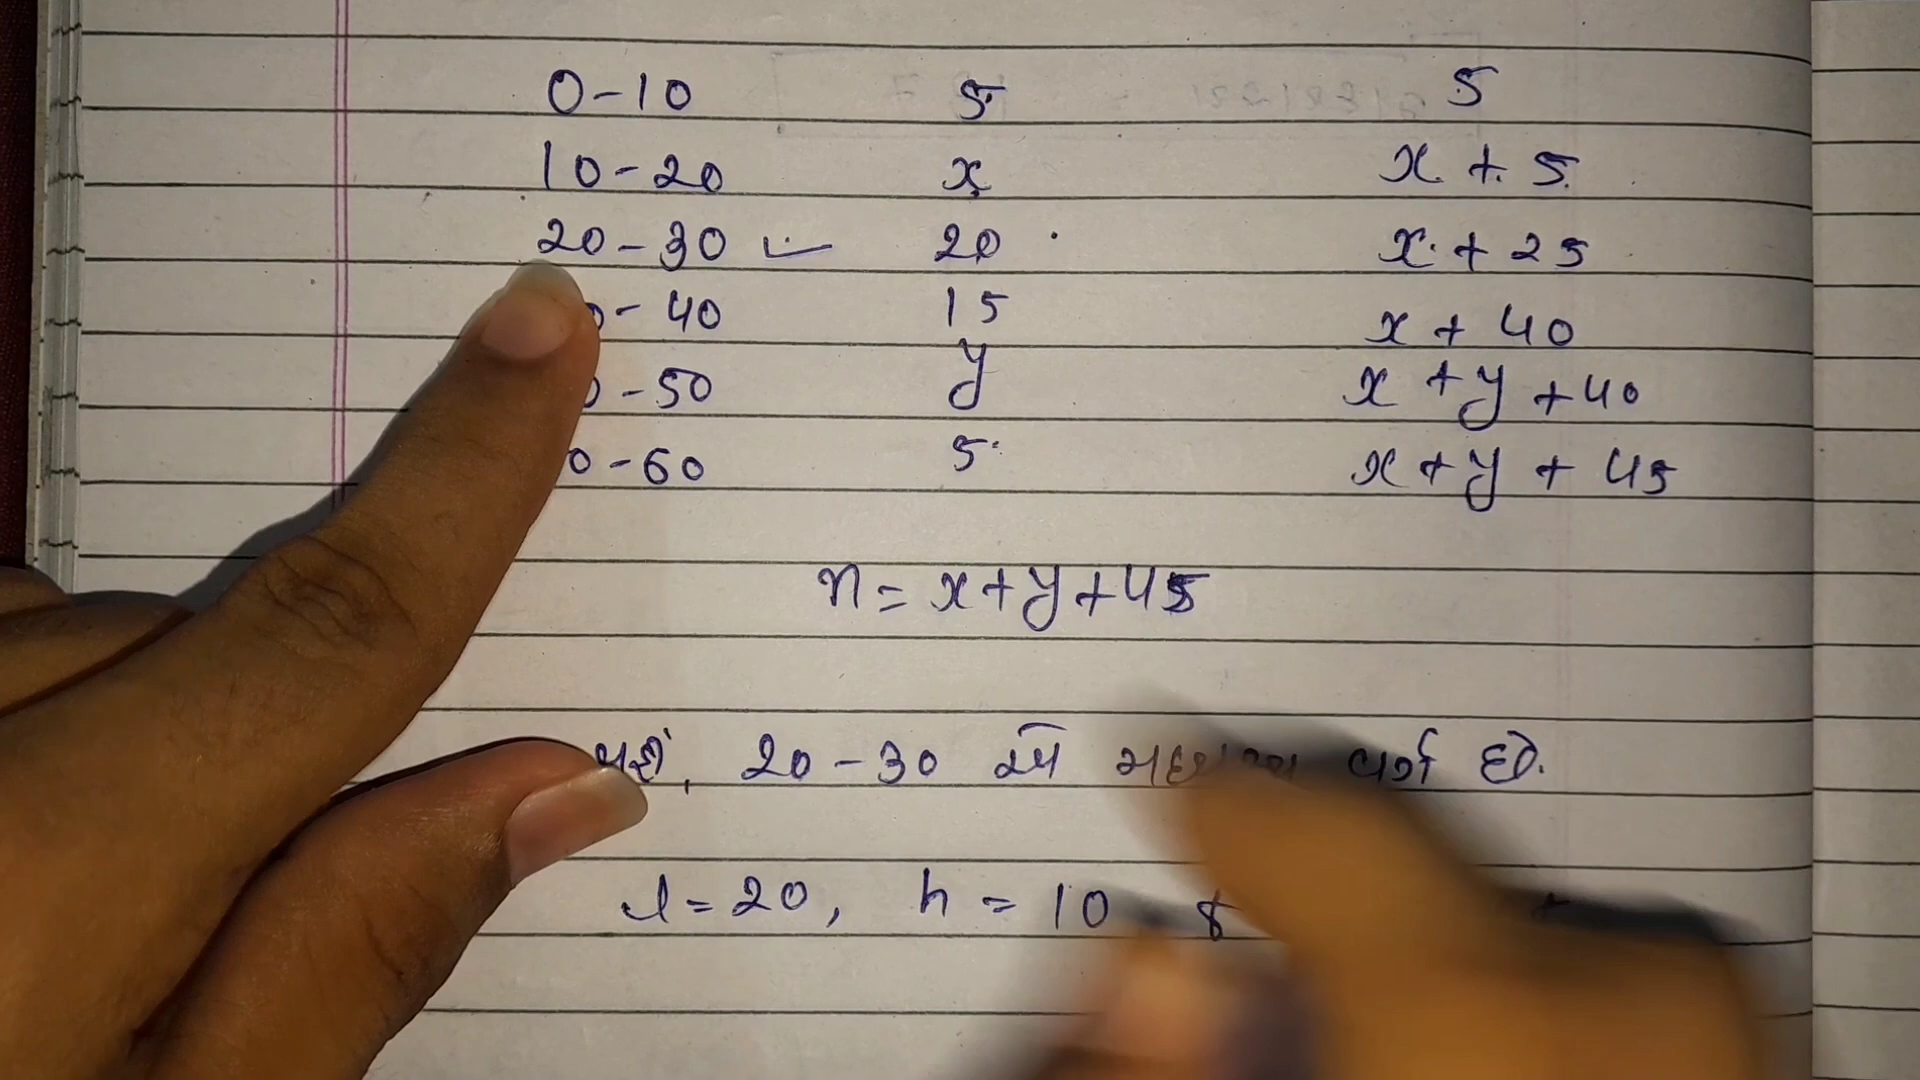 0-10 5 5
10-20 x x + 5
20-30 20 x + 25
- 40 15 x + 40
- 50 y x + y + 40
0-60 5 x + y + 45
n = x + y + 45
20-30 એ વર્ગ છે.
l = 20, h = 10 f